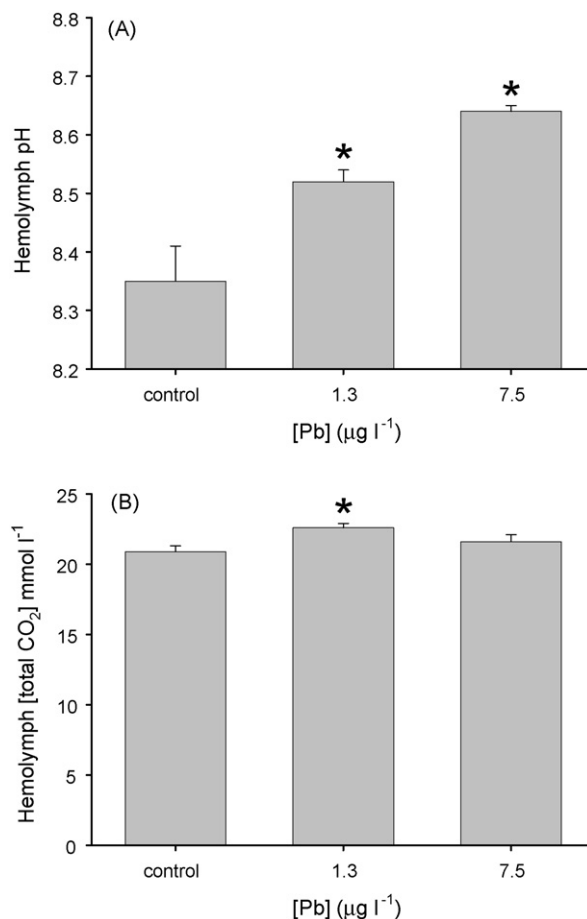 (A)
Hemolymph pH
8.8
8.7
8.6
8.5
8.4
8.3
8.2
*
*
control 1.3 7.5
[Pb] (µg l⁻¹)
(B)
Hemolymph [total CO₂] mmol l⁻¹
25
20
15
10
5
0
*
control 1.3 7.5
[Pb] (µg l⁻¹)